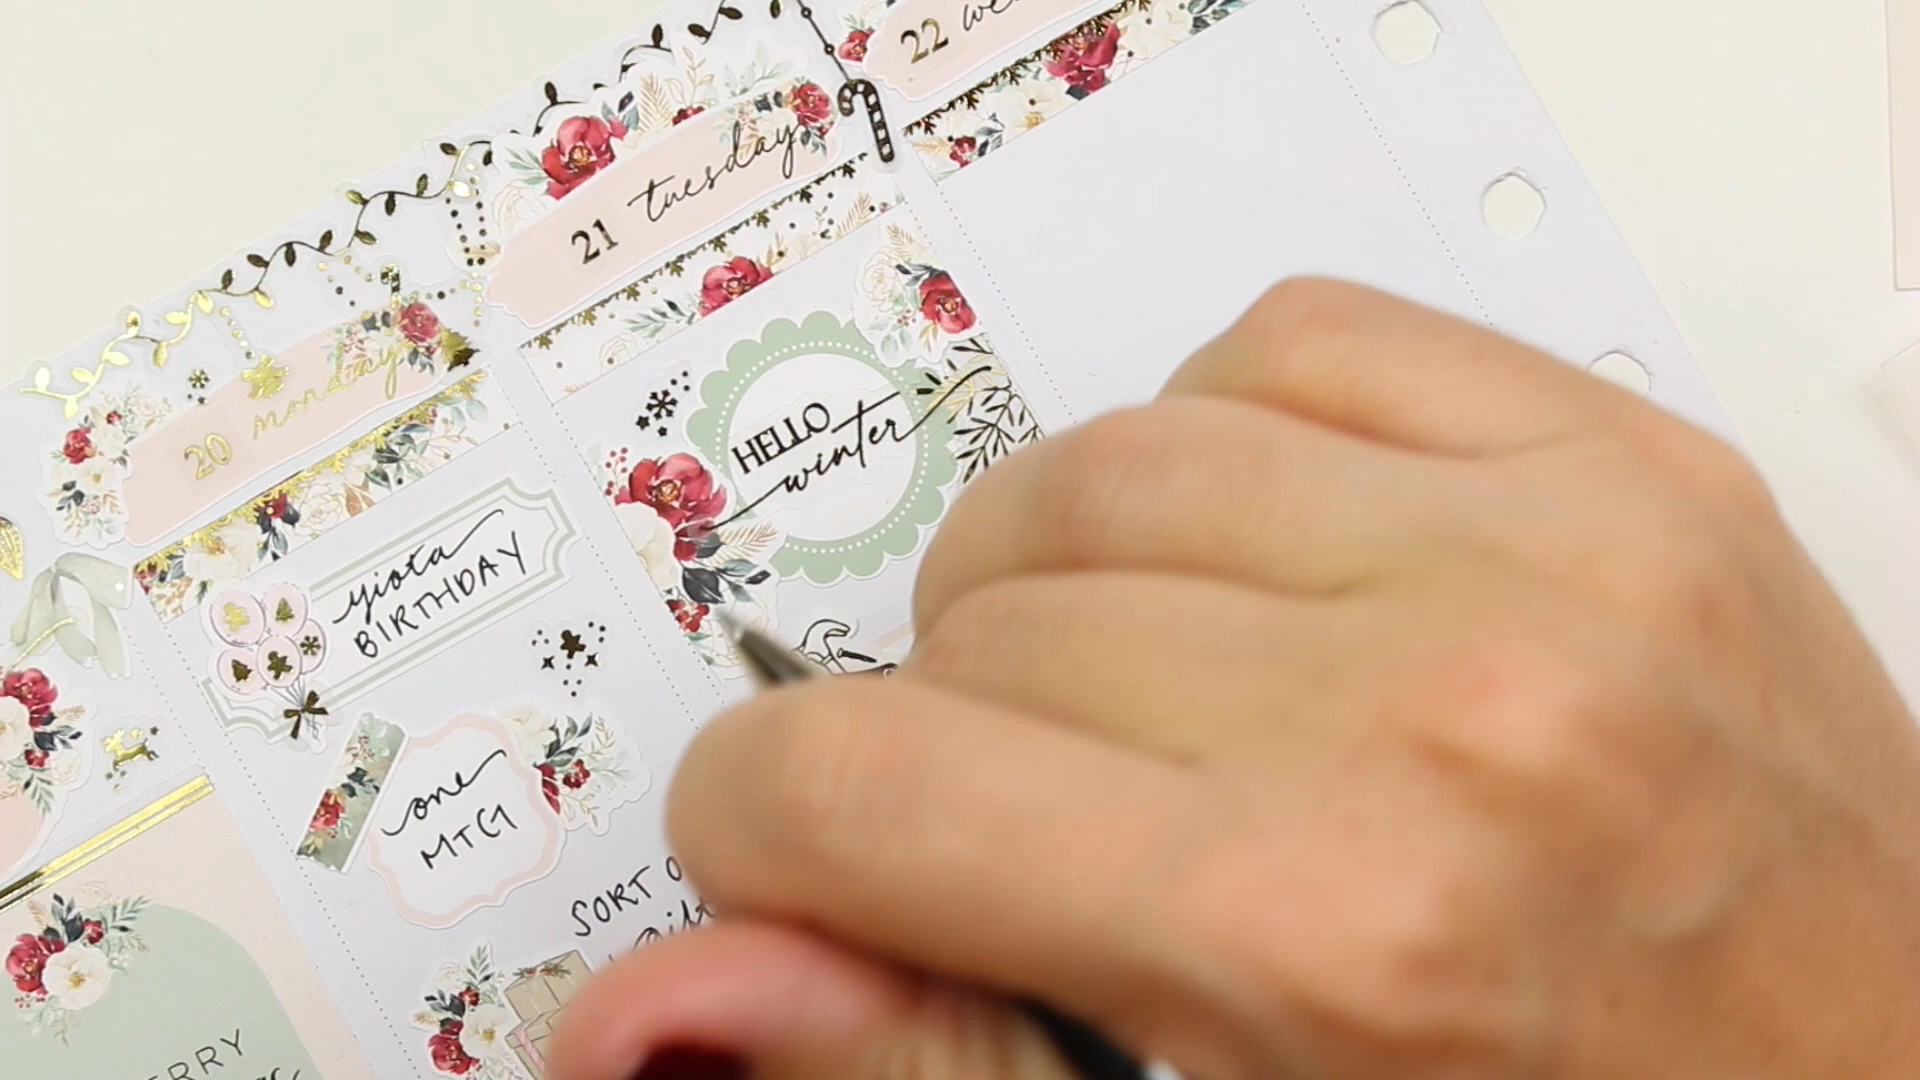 20 monday
yiota
BIRTHDAY
one
MTG
SORT
21 tuesday
HELLO
winter
22